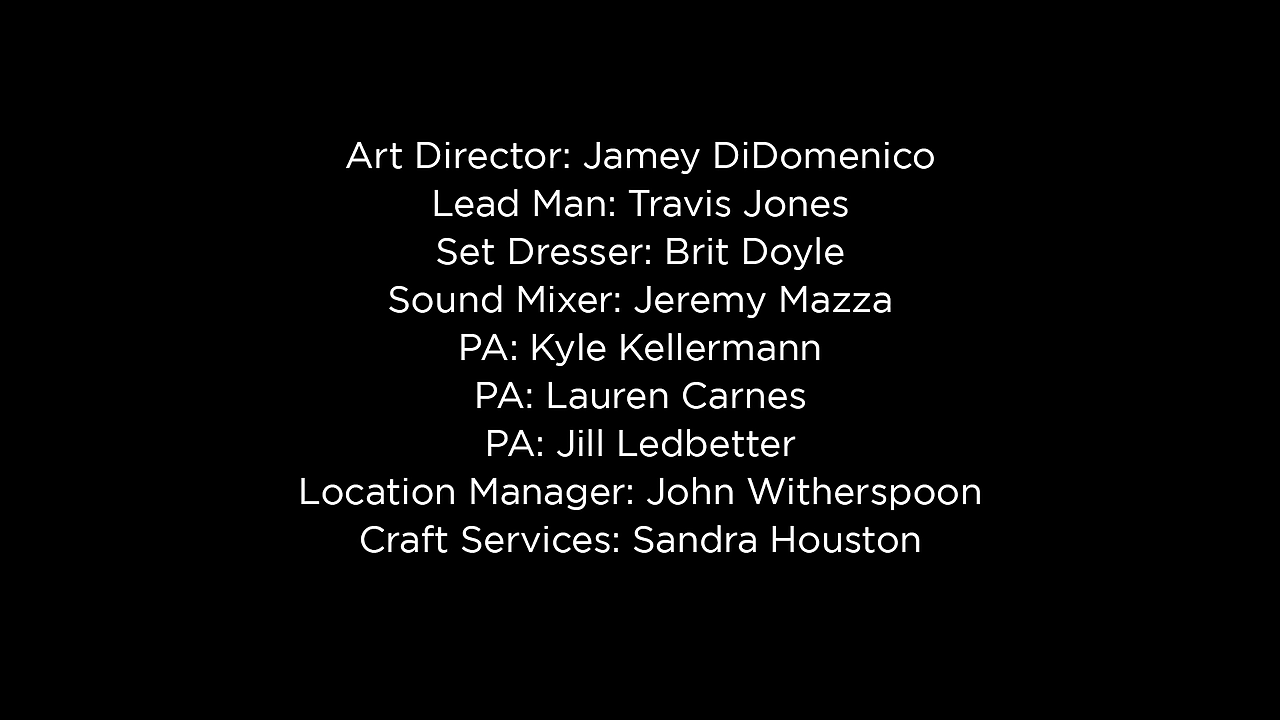 Art Director: Jamey DiDomenico
Lead Man: Travis Jones
Set Dresser: Brit Doyle
Sound Mixer: Jeremy Mazza
PA: Kyle Kellermann
PA: Lauren Carnes
PA: Jill Ledbetter
Location Manager: John Witherspoon
Craft Services: Sandra Houston